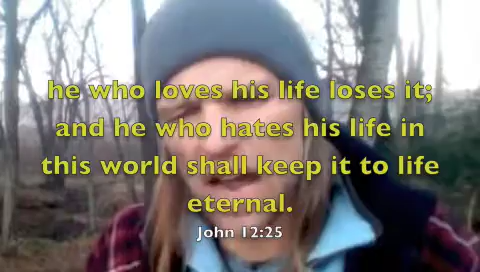 he who loves his life loses it;
and he who hates his life in
this world shall keep it to life
eternal.
John 12:25